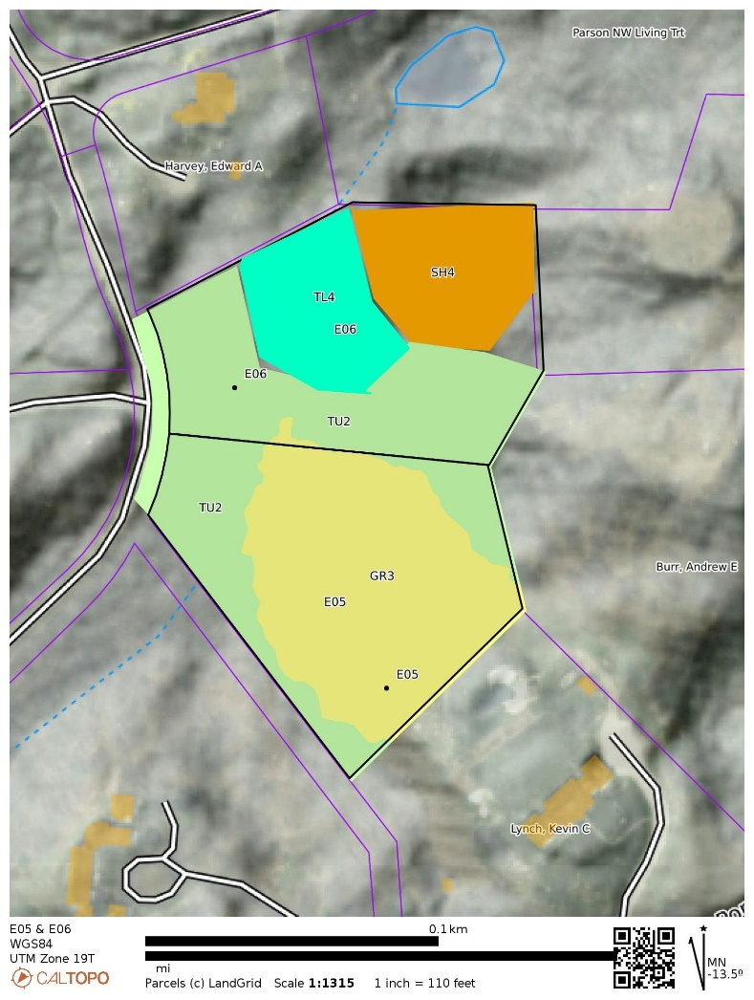 Parson NW Living Trt
Harvey, Edward A
SH4
TL4
E06
E06
TU2
TU2
GR3
Burr, Andrew E
E05
E05
Lynch, Kevin C
E05 & E06
WGS84
UTM Zone 19T
CALTOPO
0.1 km
mi
Parcels (c) LandGrid Scale 1:1315 1 inch = 110 feet
MN
-13.5º